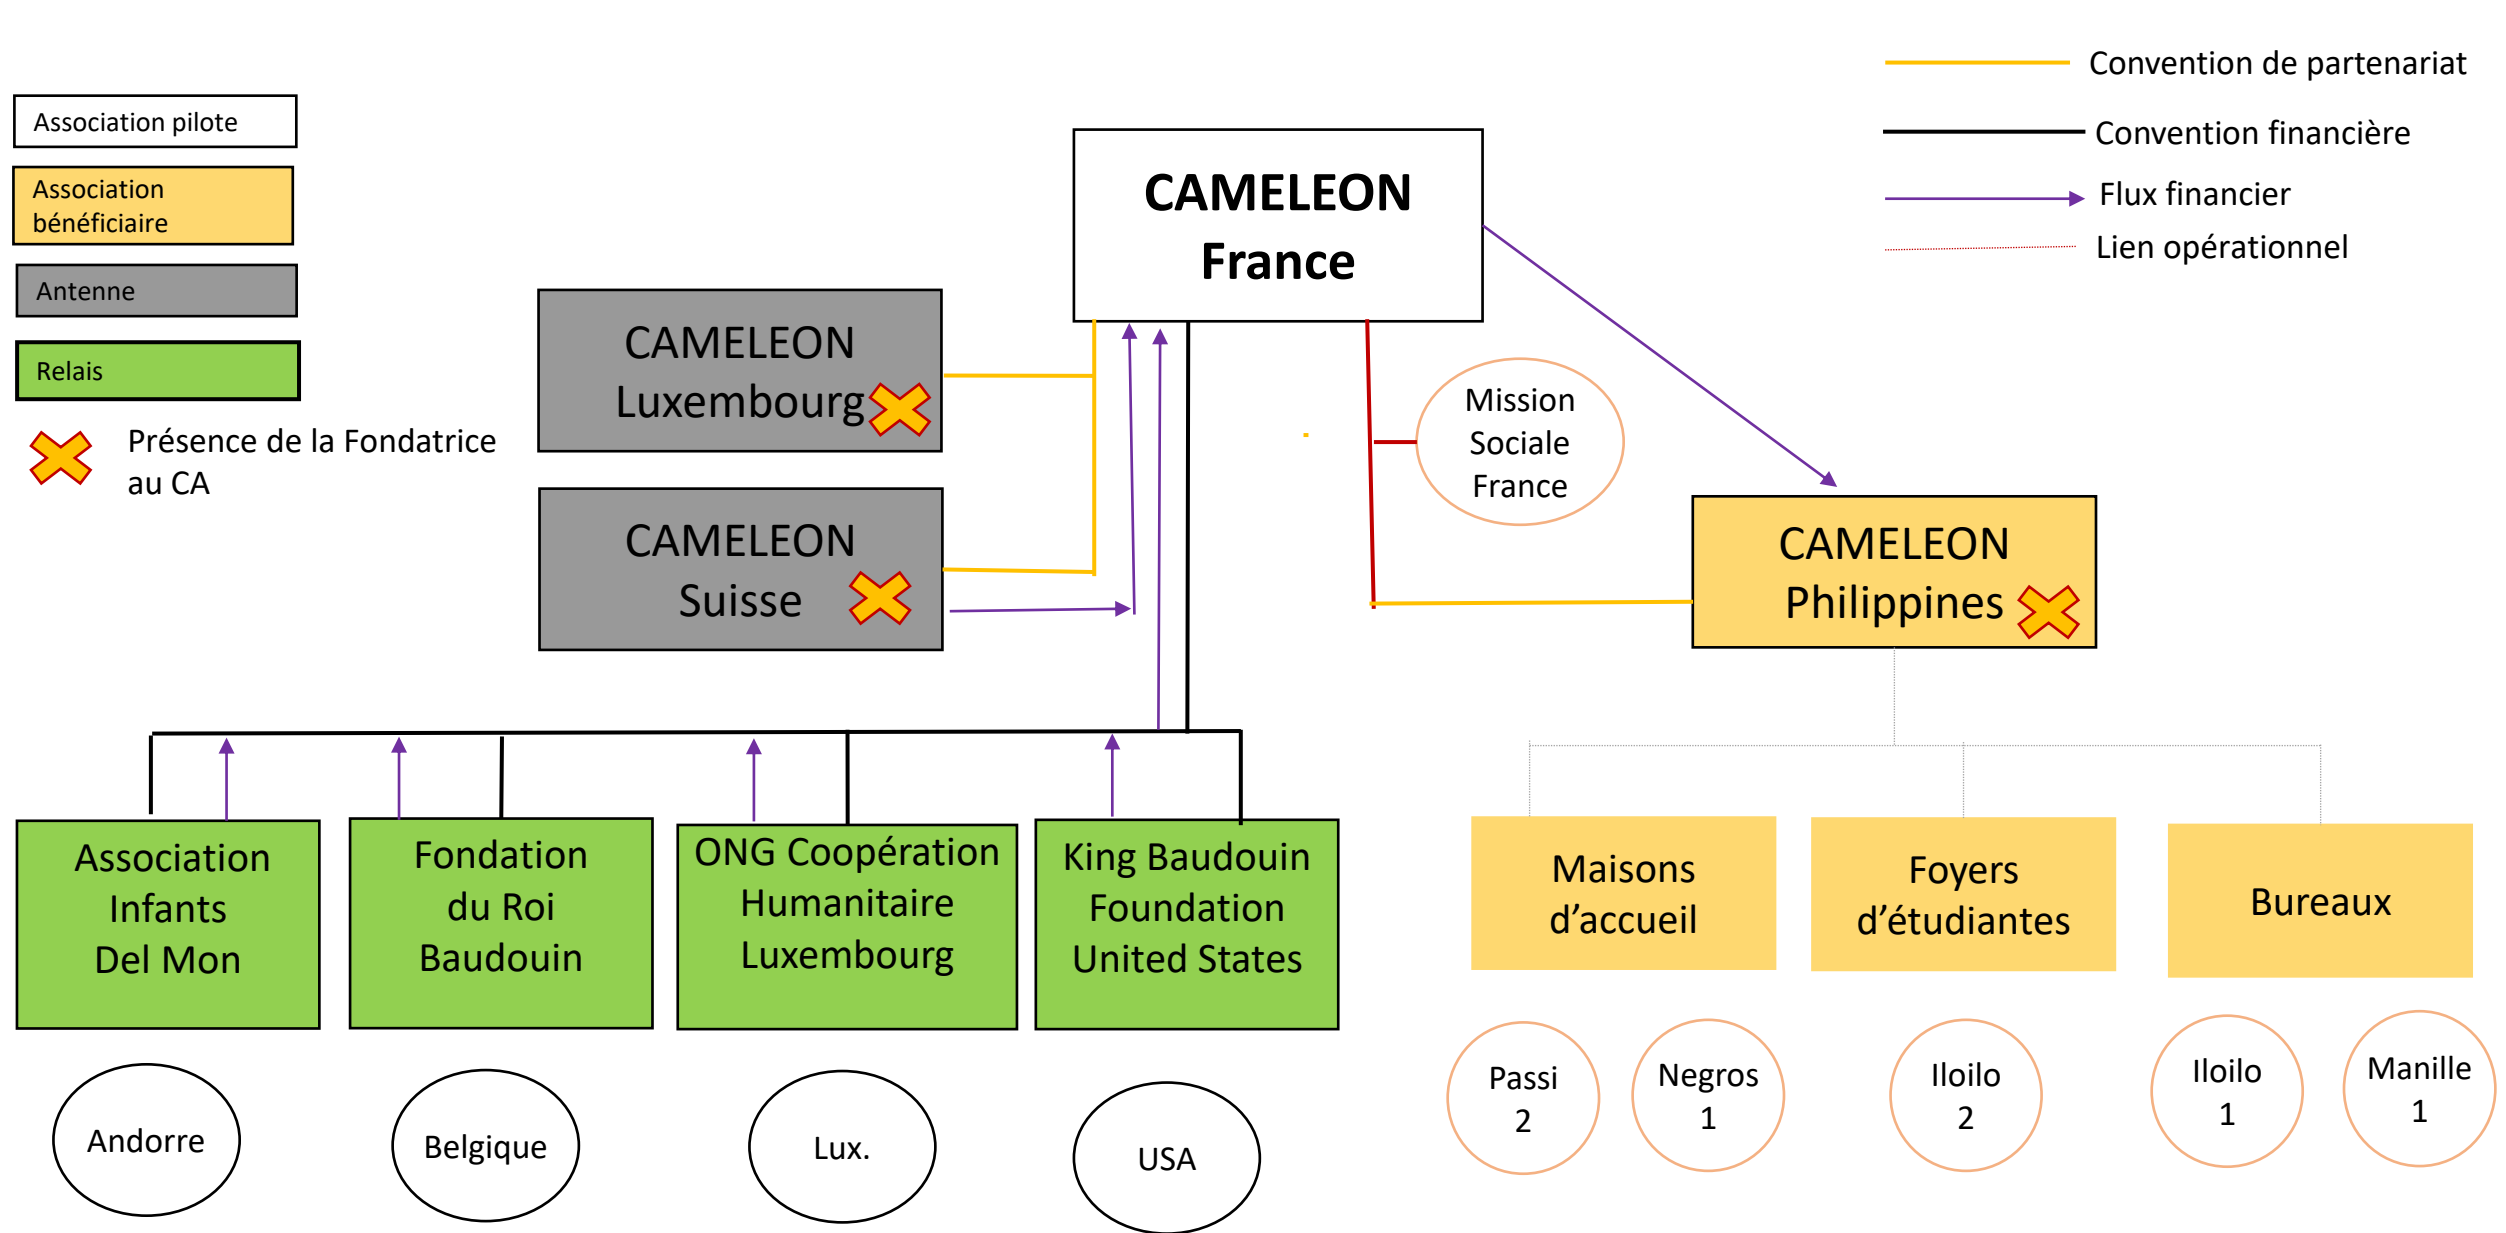 Association pilote
Association
bénéficiaire
Antenne
Relais
Présence de la Fondatrice
au CA
Convention de partenariat
Convention financière
Flux financier
Lien opérationnel
CAMELEON
France
CAMELEON
Luxembourg
CAMELEON
Suisse
Mission
Sociale
France
CAMELEON
Philippines
Association
Infants
Del Mon
Fondation
du Roi
Baudouin
ONG Coopération
Humanitaire
Luxembourg
King Baudouin
Foundation
United States
Maisons
d’accueil
Foyers
d’étudiantes
Bureaux
Andorre
Belgique
Lux.
USA
Passi
2
Negros
1
Iloilo
2
Iloilo
1
Manille
1